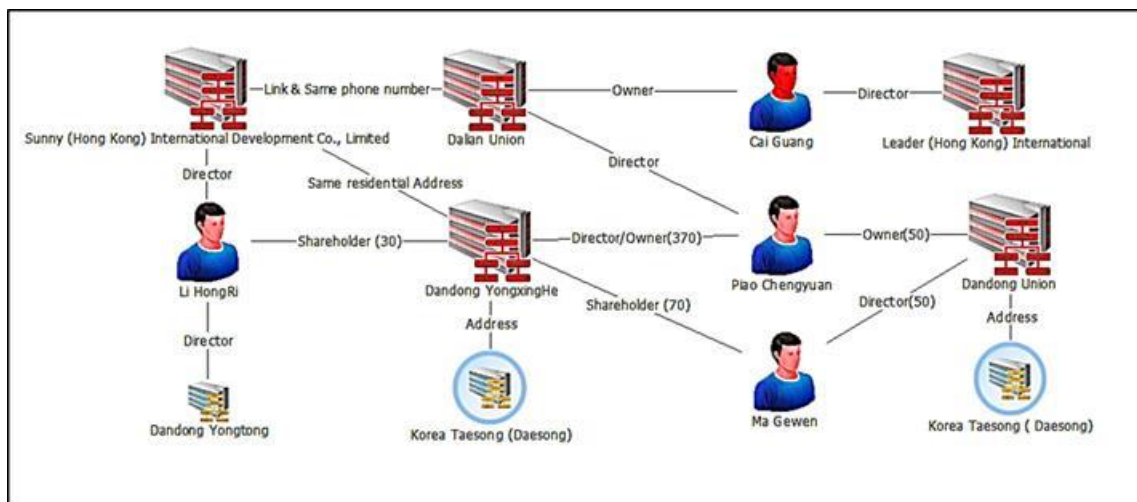 Link & Same phone number
Owner
Director
Sunny (Hong Kong) International Development Co., Limited
Dalian Union
Cai Guang
Leader (Hong Kong) International
Director
Director
Same residential Address
Shareholder (30)
Director/Owner(370)
Owner(50)
Li HongRi
Dandong YongxingHe
Piao Chengyuan
Dandong Union
Shareholder (70)
Director(50)
Director
Address
Address
Dandong Yongtong
Korea Taesong (Daesong)
Ma Gewen
Korea Taesong ( Daesong)